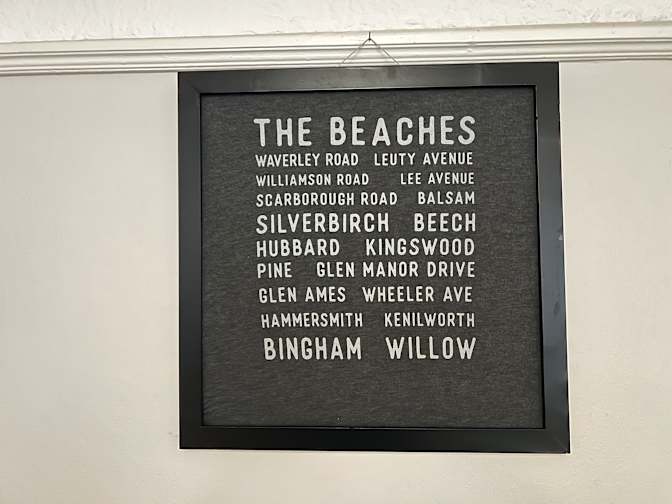 THE BEACHES
WAVERLEY ROAD LEUTY AVENUE
WILLIAMSON ROAD LEE AVENUE
SCARBOROUGH ROAD BALSAM
SILVERBIRCH BEECH
HUBBARD KINGSWOOD
PINE GLEN MANOR DRIVE
GLEN AMES WHEELER AVE
HAMMERSMITH KENILWORTH
BINGHAM WILLOW